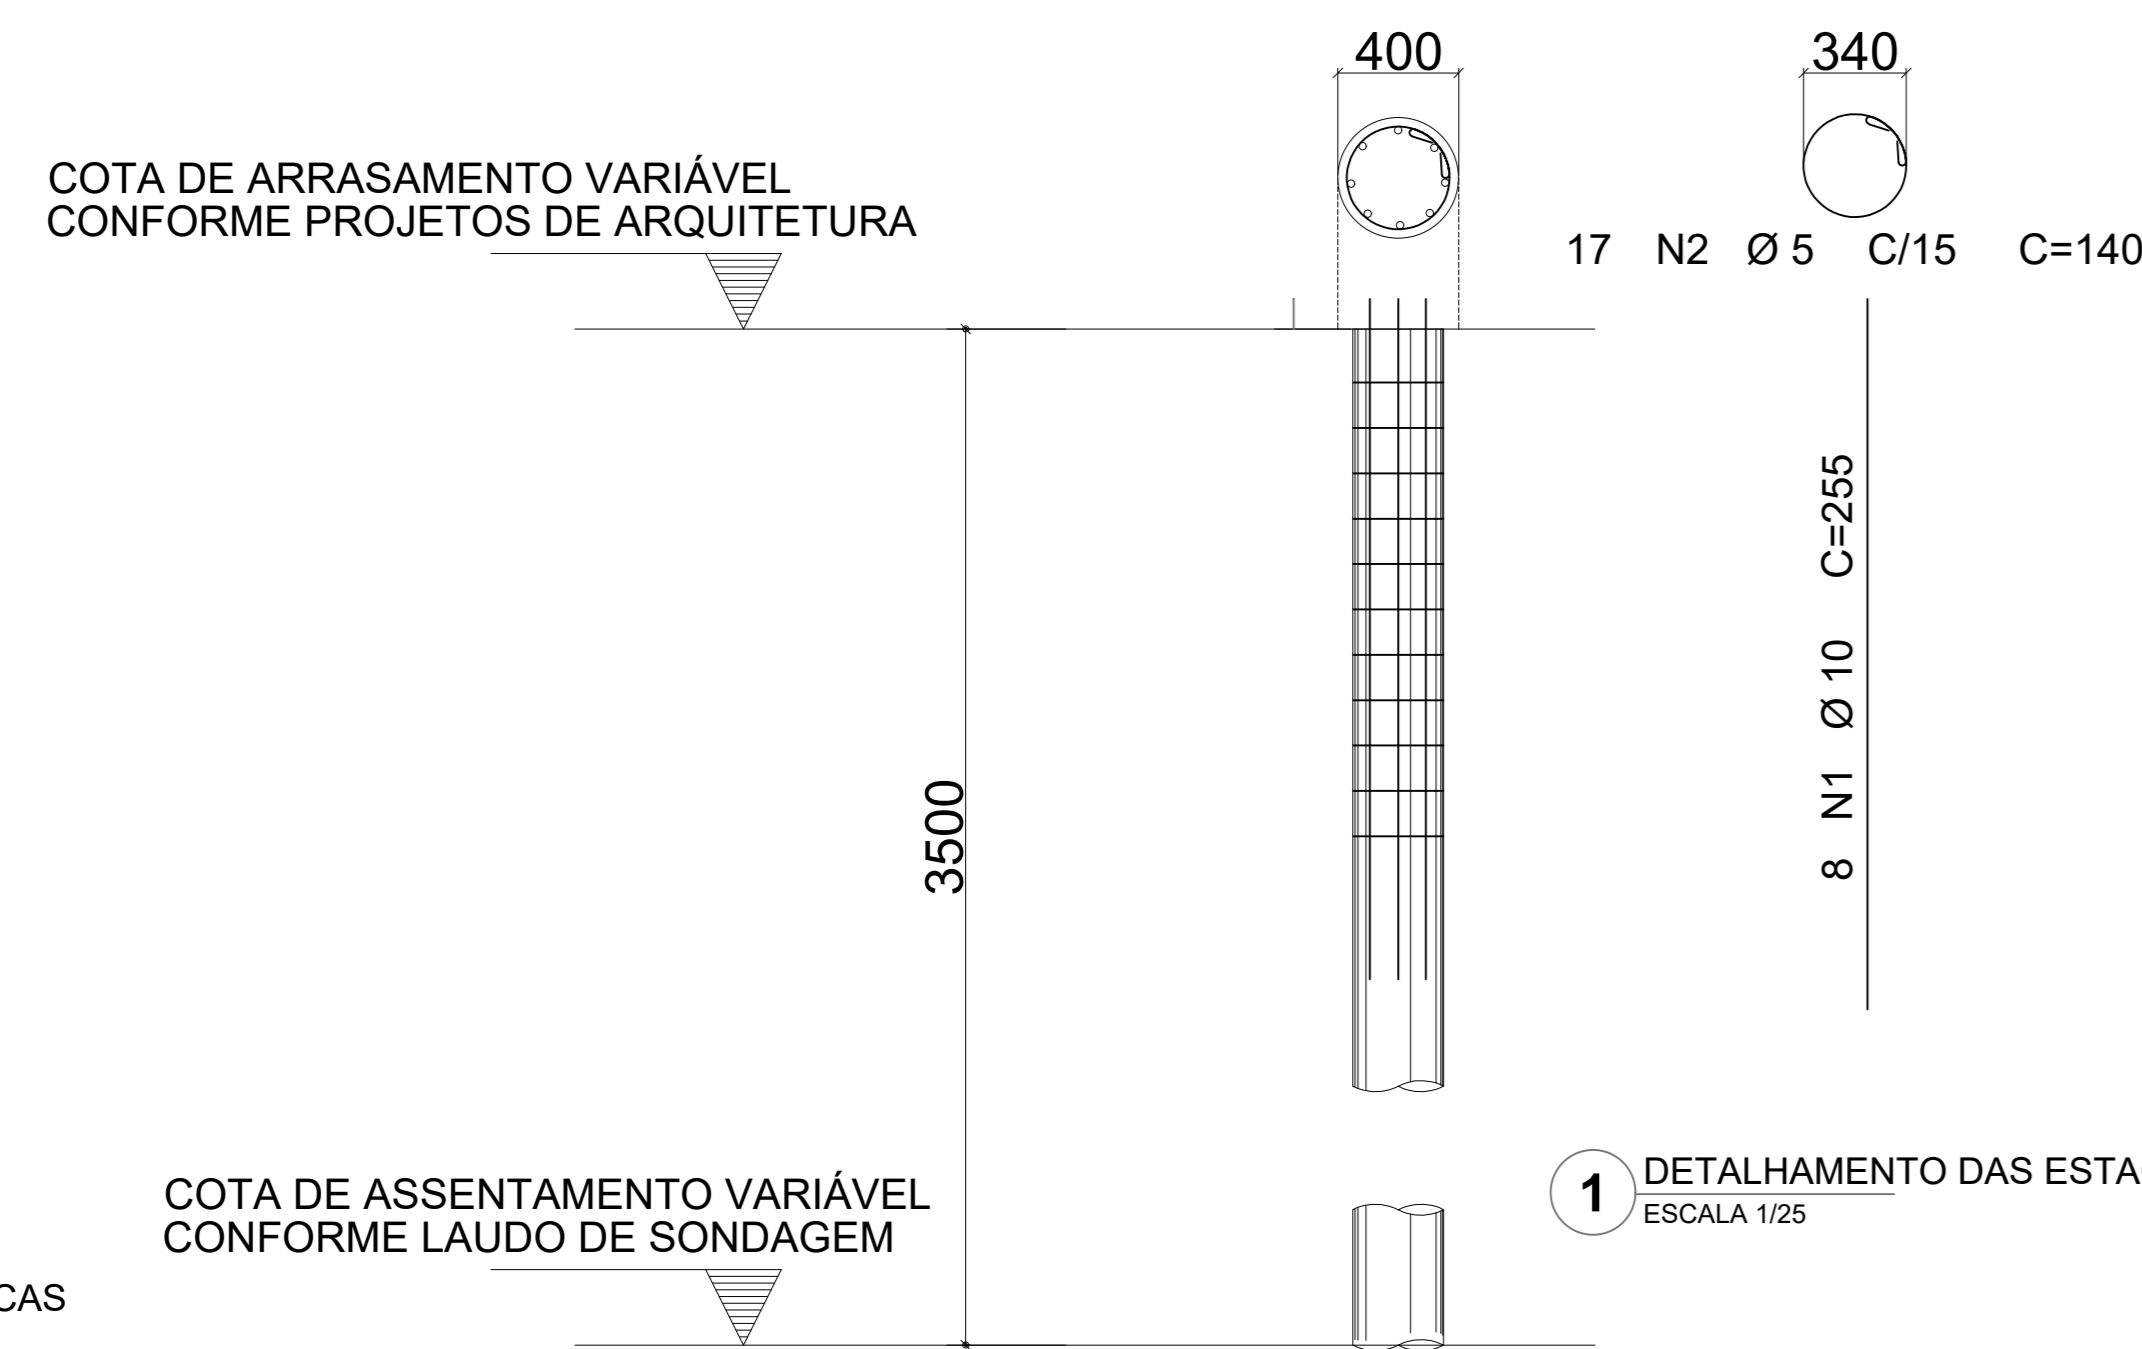 400
340
COTA DE ARRASAMENTO VARIÁVEL
CONFORME PROJETOS DE ARQUITETURA
17 N2 Ø 5 C/15 C=140
8 N1 Ø 10 C=255
3500
1
DETALHAMENTO DAS ESTA
ESCALA 1/25
COTA DE ASSENTAMENTO VARIÁVEL
CONFORME LAUDO DE SONDAGEM
CAS